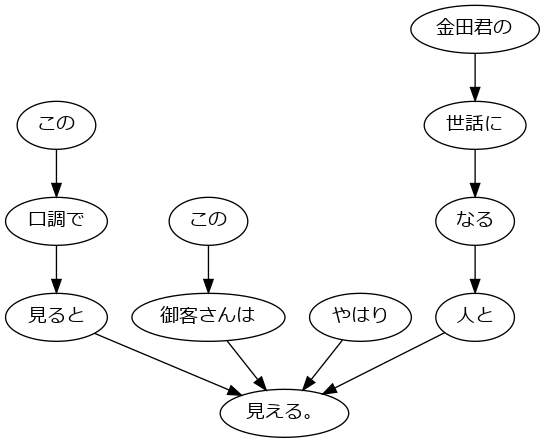 金田君の
この
世話に
口調で
この
なる
見ると
御客さんは
やはり
人と
見える。